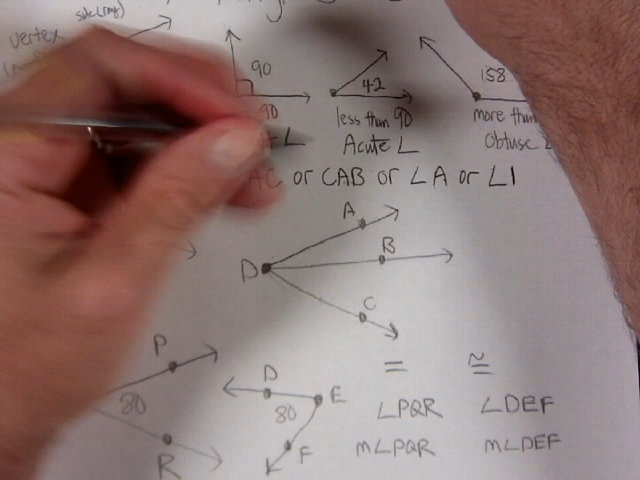 side (ray)
vertex
90
42
158
90
less than 90
more than
Acute ∠
Obtuse
AC or CAB or ∠A or ∠1
A
B
D
C
P
80
R
D
E
80
F
= ≅
∠PQR ∠DEF
m∠PQR m∠DEF